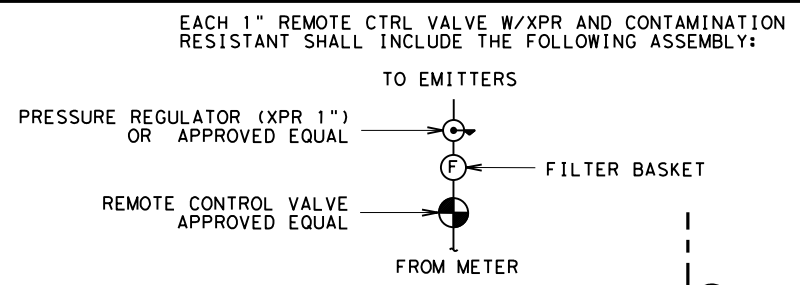 EACH 1" REMOTE CTRL VALVE W/XPR AND CONTAMINATION
RESISTANT SHALL INCLUDE THE FOLLOWING ASSEMBLY:
TO EMITTERS
PRESSURE REGULATOR (XPR 1")
OR APPROVED EQUAL
F
FILTER BASKET
REMOTE CONTROL VALVE
APPROVED EQUAL
FROM METER